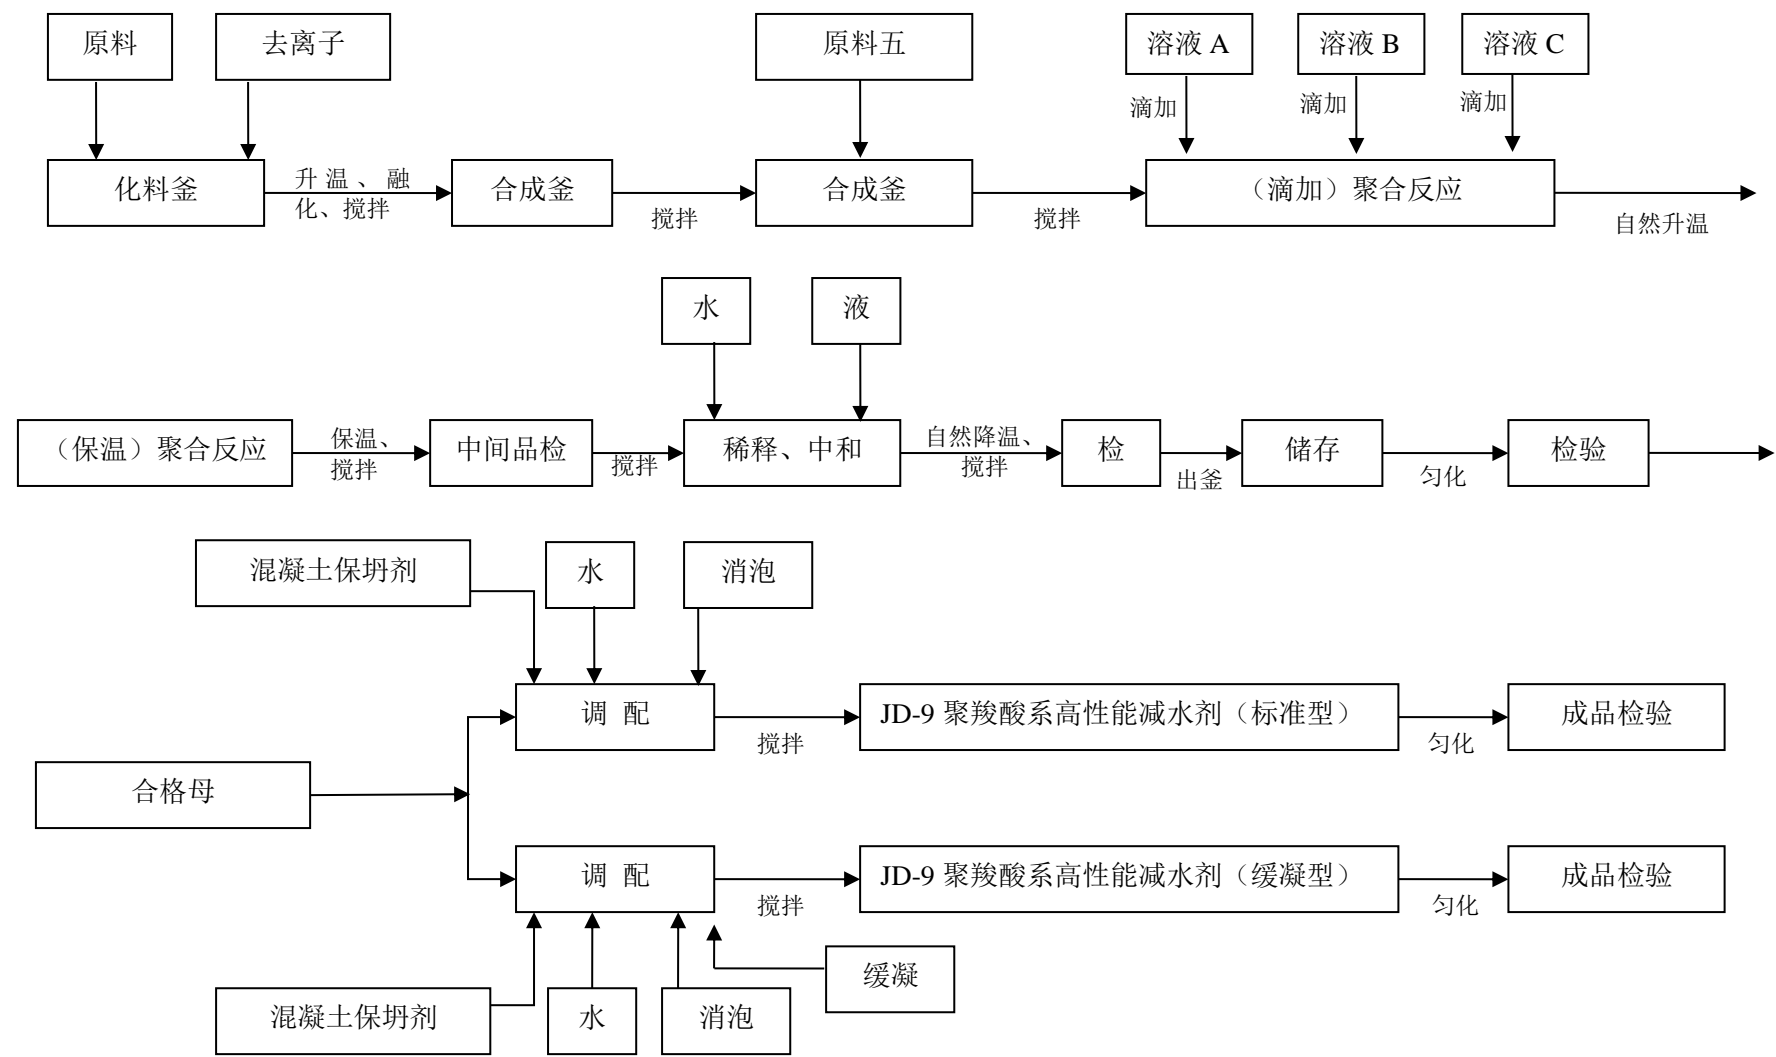 原料
去离子
原料五
溶液 A
溶液 B
溶液 C
滴加
滴加
滴加
化料釜
升 温 、 融
化、搅拌
合成釜
搅拌
合成釜
搅拌
（滴加）聚合反应
自然升温
水
液
（保温）聚合反应
保温、
搅拌
中间品检
搅拌
稀释、中和
自然降温、
搅拌
检
出釜
储存
匀化
检验
混凝土保坍剂
水
消泡
调 配
搅拌
JD-9 聚羧酸系高性能减水剂（标准型）
匀化
成品检验
合格母
调 配
搅拌
JD-9 聚羧酸系高性能减水剂（缓凝型）
匀化
成品检验
混凝土保坍剂
水
消泡
缓凝